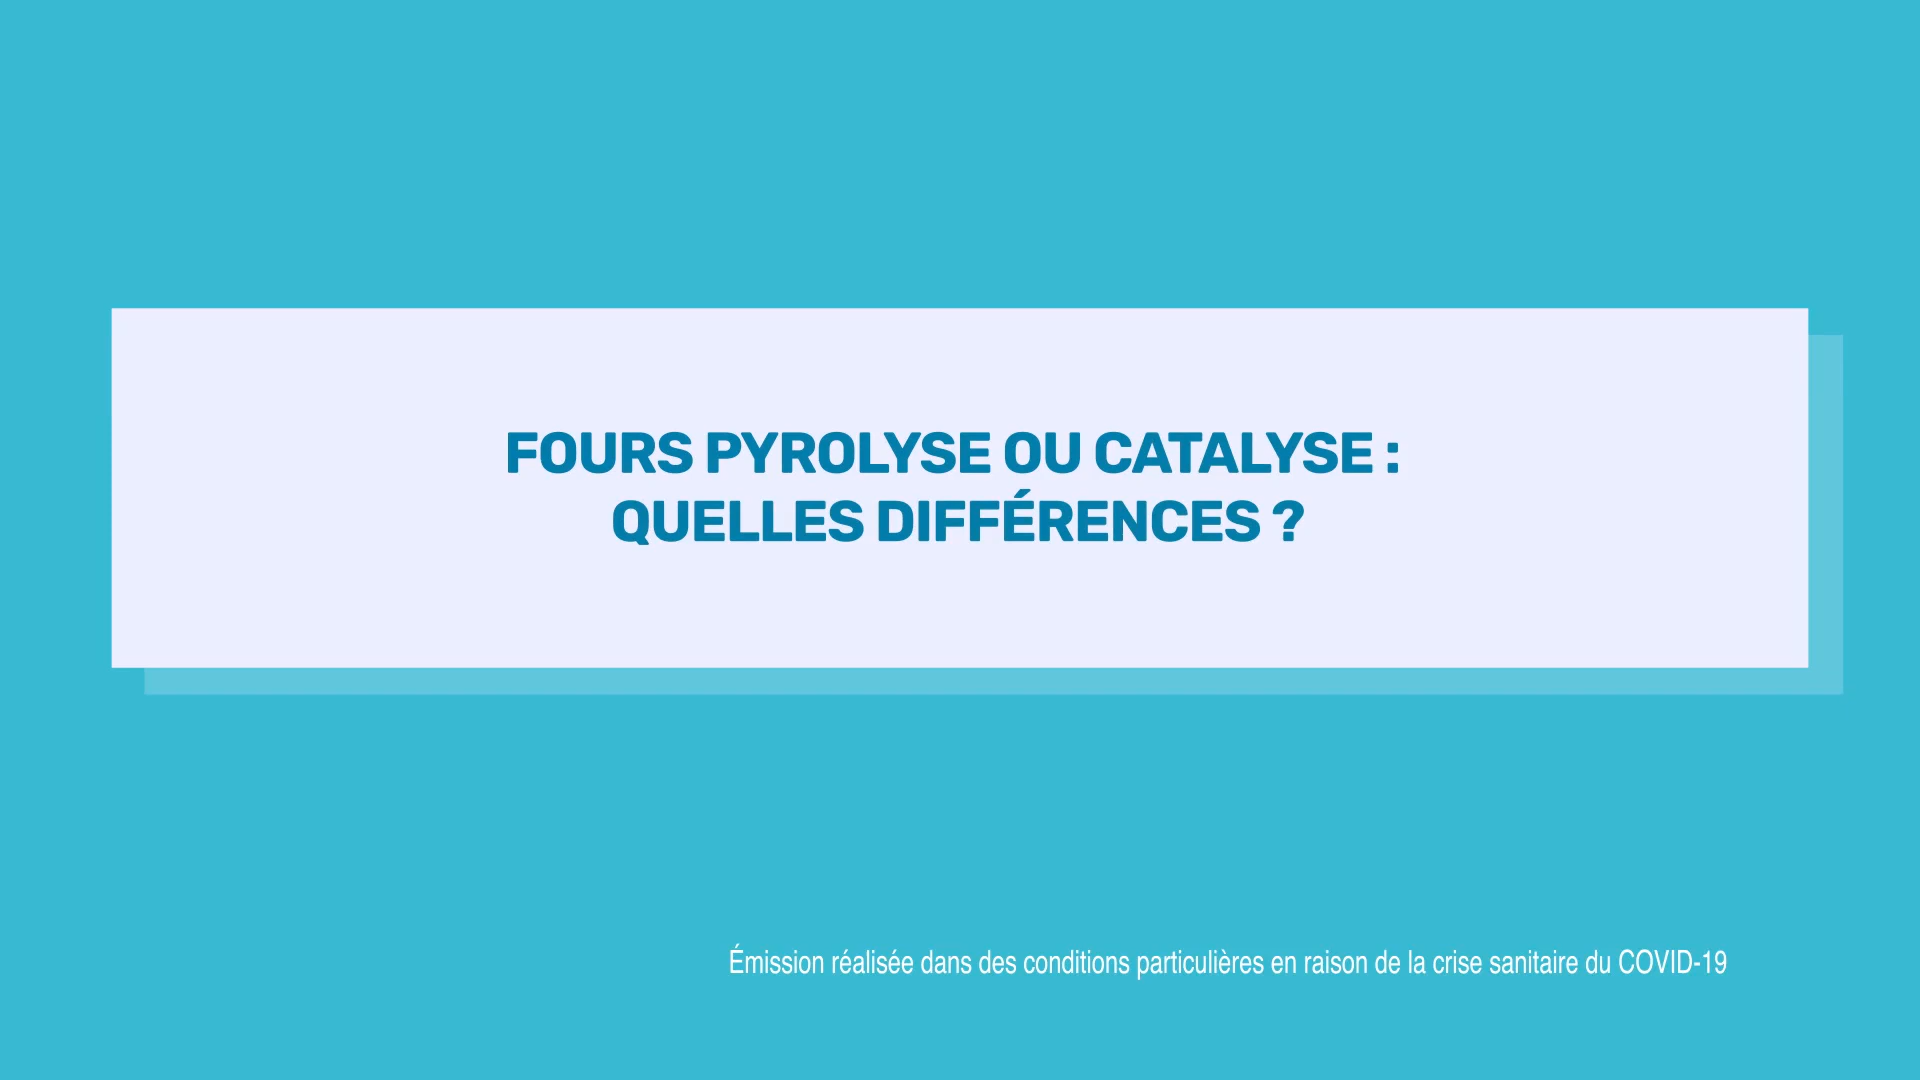 FOURS PYROLYSE OU CATALYSE :
QUELLES DIFFÉRENCES ?
Émission réalisée dans des conditions particulières en raison de la crise sanitaire du COVID-19